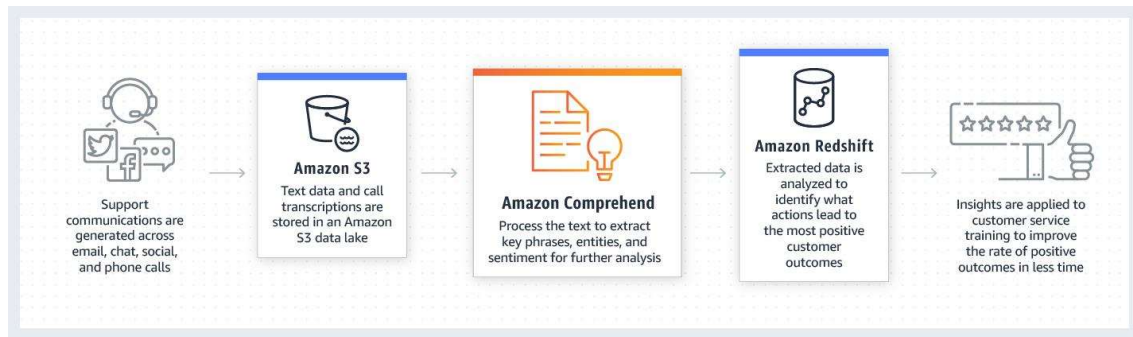 Support
communications are
generated across
email, chat, social,
and phone calls
Amazon S3
Text data and call
transcriptions are
stored in an Amazon
S3 data lake
Amazon Comprehend
Process the text to extract
key phrases, entities, and
sentiment for further analysis
Amazon Redshift
Extracted data is
analyzed to
identify what
actions lead to
the most positive
customer
outcomes
Insights are applied to
customer service
training to improve
the rate of positive
outcomes in less time